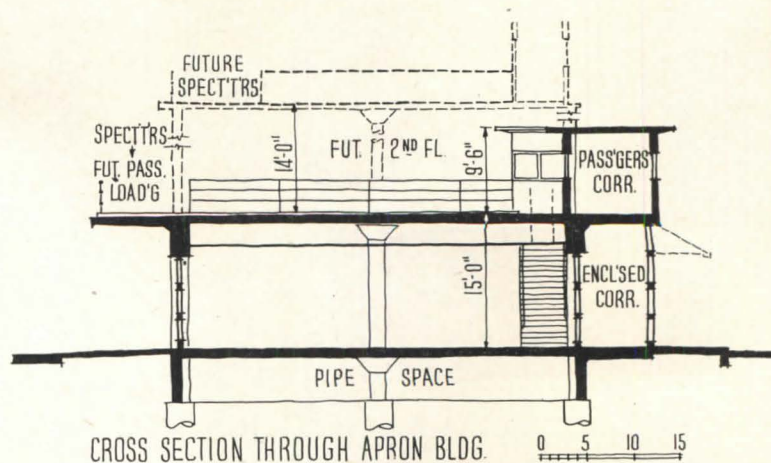 FUTURE
SPECT'T'RS
SPECT'TRS
FUT. PASS.
LOAD'G
14'-0"
FUT. 2ND FL.
9'-6"
PASS'GERS'
CORR.
15'-0"
ENCL'SED
CORR.
PIPE SPACE
CROSS SECTION THROUGH APRON BLDG.
0 5 10 15